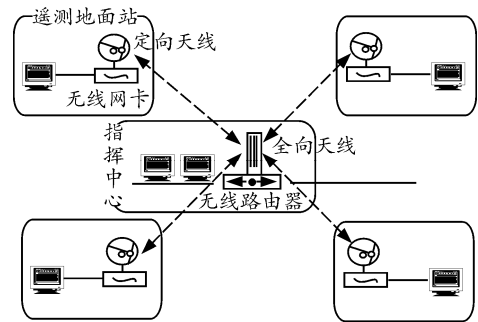 遥测地面站
定向天线
无线网卡
指挥中心
全向天线
无线路由器